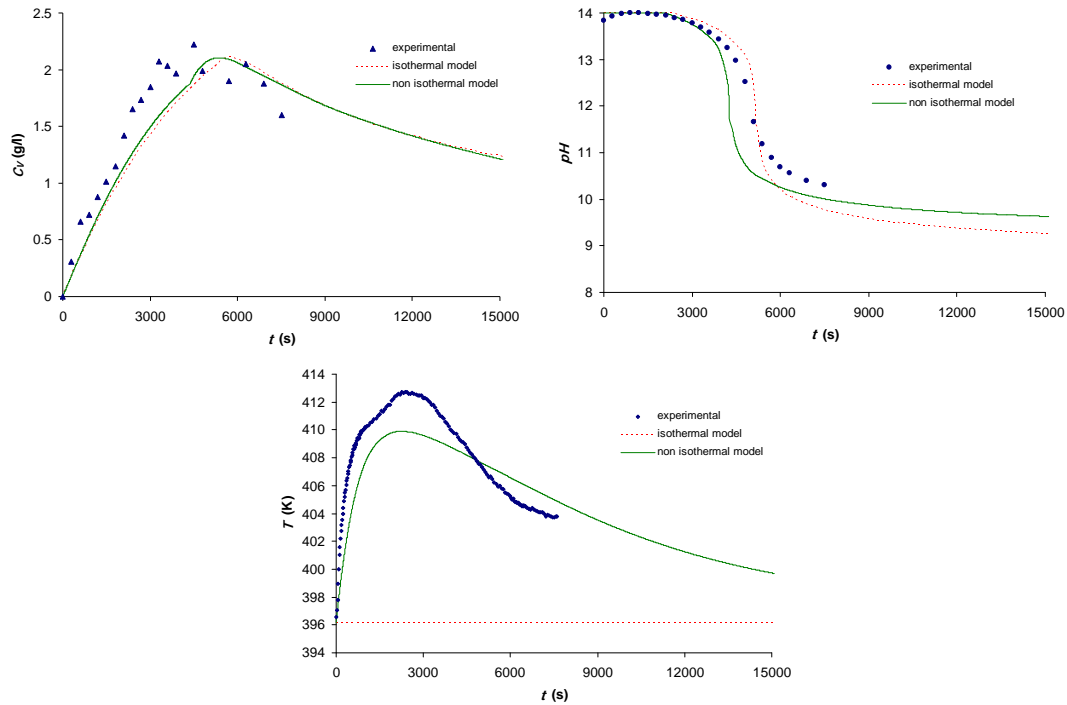 2.5
2
1.5
1
0.5
0
0 3000 6000 9000 12000 15000
C_V (g/l)
t (s)
experimental
isothermal model
non isothermal model
14
13
12
11
10
9
8
0 3000 6000 9000 12000 15000
pH
t (s)
experimental
isothermal model
non isothermal model
414
412
410
408
406
404
402
400
398
396
394
0 3000 6000 9000 12000 15000
T (K)
t (s)
experimental
isothermal model
non isothermal model